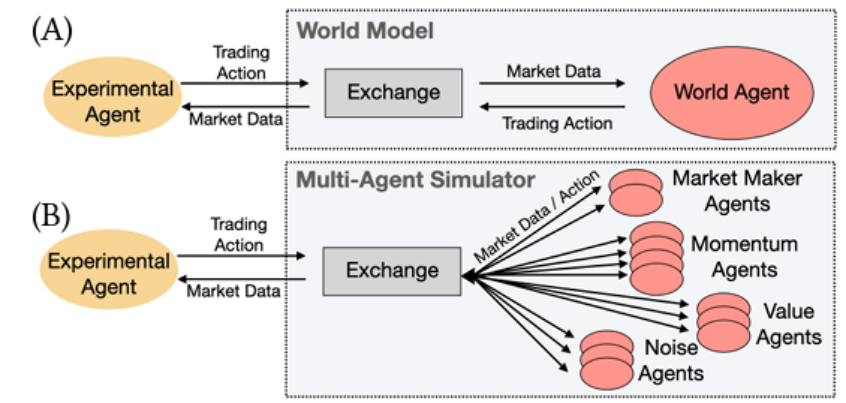 (A)
World Model
Experimental
Agent
Trading
Action
Market Data
Exchange
Market Data
Trading Action
World Agent
(B)
Multi-Agent Simulator
Experimental
Agent
Trading
Action
Market Data
Exchange
Market Data / Action
Market Maker
Agents
Momentum
Agents
Value
Agents
Noise
Agents